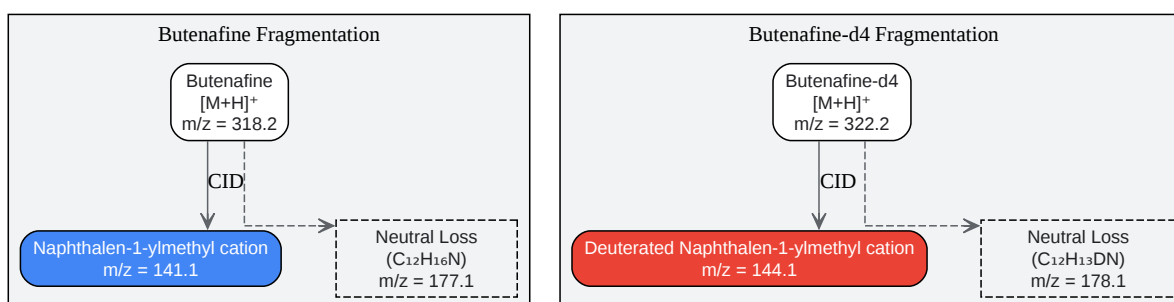 Butenafine Fragmentation
Butenafine
[M+H]⁺
m/z = 318.2
CID
Naphthalen-1-ylmethyl cation
m/z = 141.1
Neutral Loss
(C₁₂H₁₆N)
m/z = 177.1
Butenafine-d4 Fragmentation
Butenafine-d4
[M+H]⁺
m/z = 322.2
CID
Deuterated Naphthalen-1-ylmethyl cation
m/z = 144.1
Neutral Loss
(C₁₂H₁₃DN)
m/z = 178.1